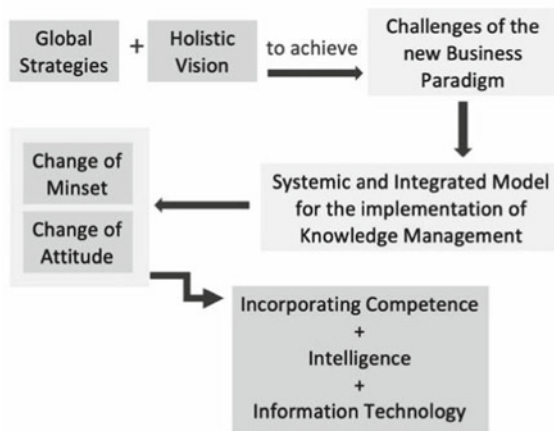 Global
Strategies
+
Holistic
Vision
to achieve
Challenges of the
new Business
Paradigm
Systemic and Integrated Model
for the implementation of
Knowledge Management
Change of
Minset
Change of
Attitude
Incorporating Competence
+
Intelligence
+
Information Technology